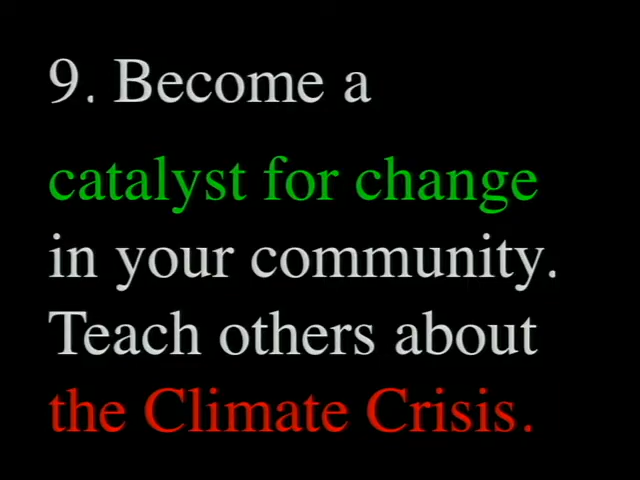 9. Become a
catalyst for change
in your community.
Teach others about
the Climate Crisis.